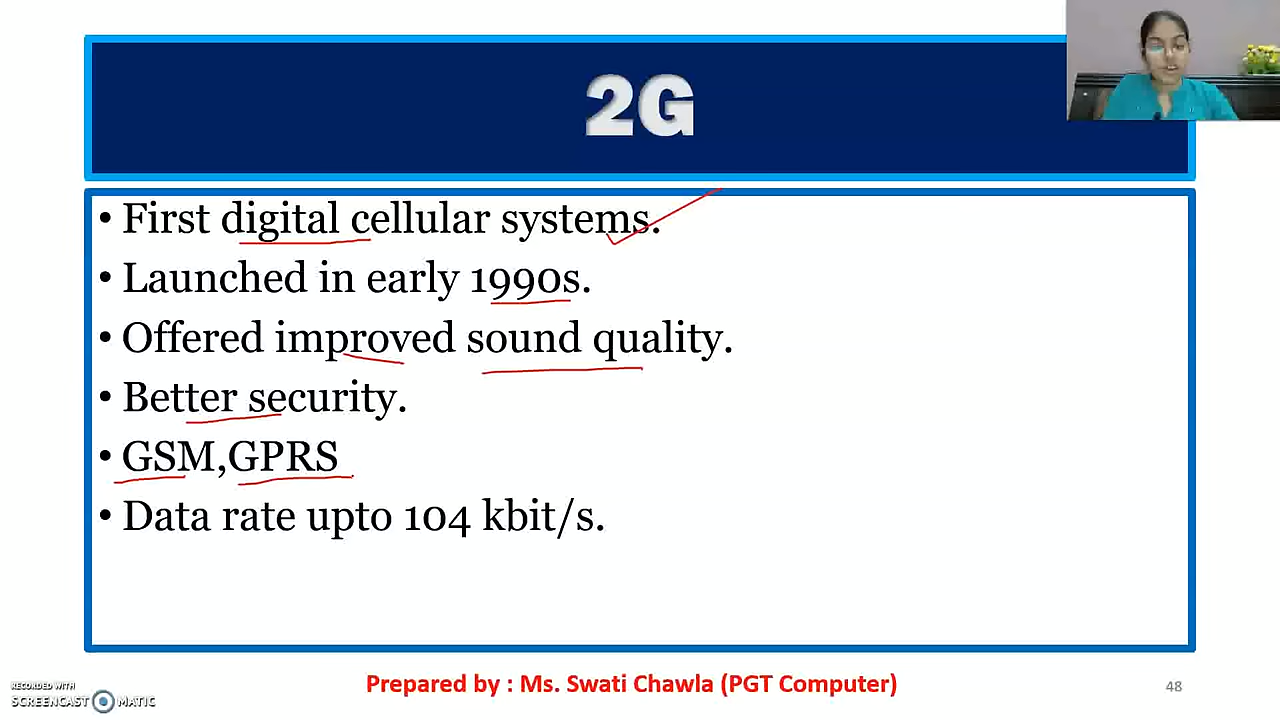 2G
• First digital cellular systems.
• Launched in early 1990s.
• Offered improved sound quality.
• Better security.
• GSM,GPRS
• Data rate upto 104 kbit/s.
Prepared by : Ms. Swati Chawla (PGT Computer)
48
RECORDED WITH
SCREENCAST MATIC